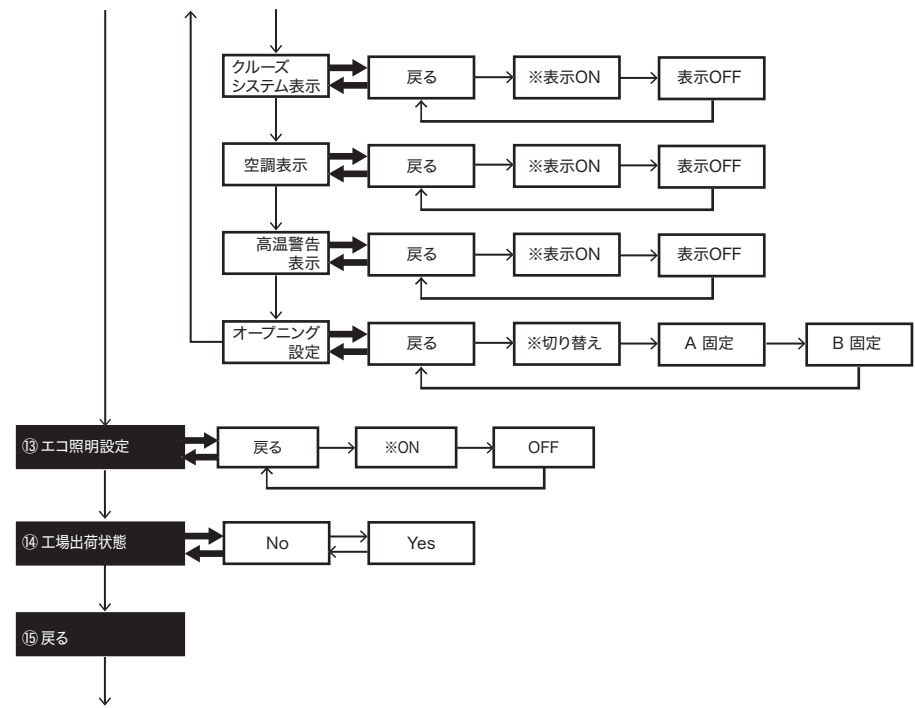 クルーズ
システム表示
戻る
※表示ON
表示OFF
空調表示
戻る
※表示ON
表示OFF
高温警告
表示
戻る
※表示ON
表示OFF
オープニング
設定
戻る
※切り替え
A 固定
B 固定
⑬ エコ照明設定
戻る
※ON
OFF
⑭ 工場出荷状態
No
Yes
⑮ 戻る